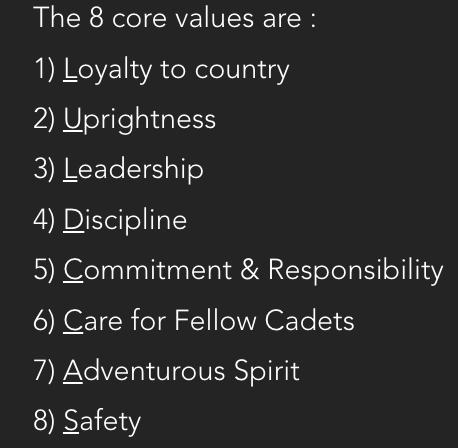 The 8 core values are :
1) Loyalty to country
2) Uprightness
3) Leadership
4) Discipline
5) Commitment & Responsibility
6) Care for Fellow Cadets
7) Adventurous Spirit
8) Safety